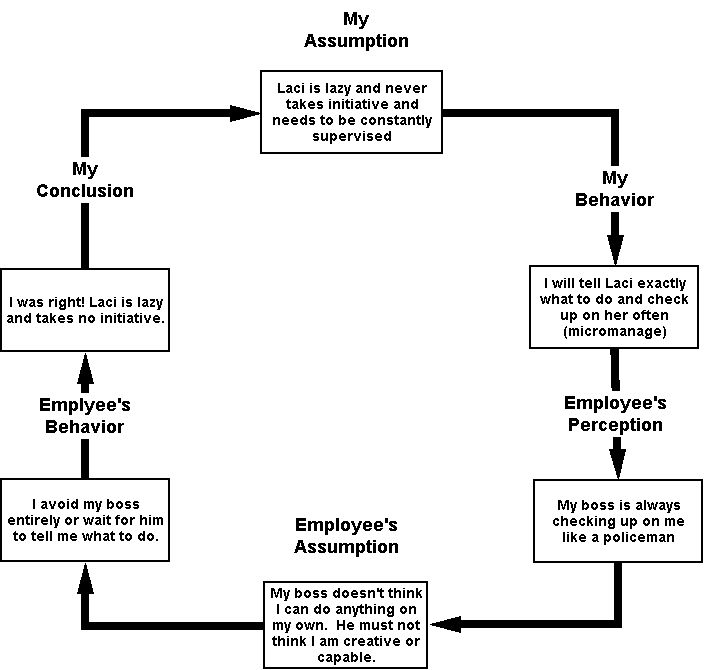 My
Assumption
Laci is lazy and never
takes initiative and
needs to be constantly
supervised
My
Behavior
I will tell Laci exactly
what to do and check
up on her often
(micromanage)
Employee's
Perception
My boss is always
checking up on me
like a policeman
Employee's
Assumption
My boss doesn't think
I can do anything on
my own. He must not
think I am creative or
capable.
Emplyee's
Behavior
I avoid my boss
entirely or wait for him
to tell me what to do.
My
Conclusion
I was right! Laci is lazy
and takes no initiative.